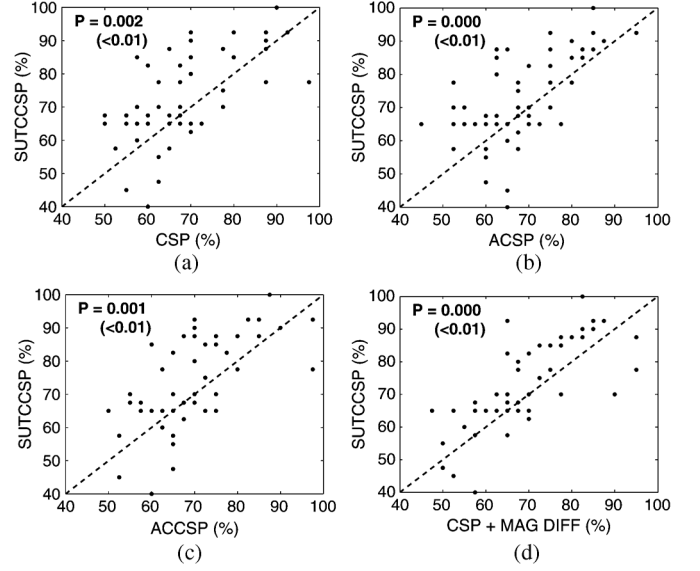 P = 0.002
(<0.01)
100
90
80
70
60
50
40
SUTCCSP (%)
40 50 60 70 80 90 100
CSP (%)
(a)
P = 0.000
(<0.01)
100
90
80
70
60
50
40
SUTCCSP (%)
40 50 60 70 80 90 100
ACSP (%)
(b)
P = 0.001
(<0.01)
100
90
80
70
60
50
40
SUTCCSP (%)
40 50 60 70 80 90 100
ACCSP (%)
(c)
P = 0.000
(<0.01)
100
90
80
70
60
50
40
SUTCCSP (%)
40 50 60 70 80 90 100
CSP + MAG DIFF (%)
(d)